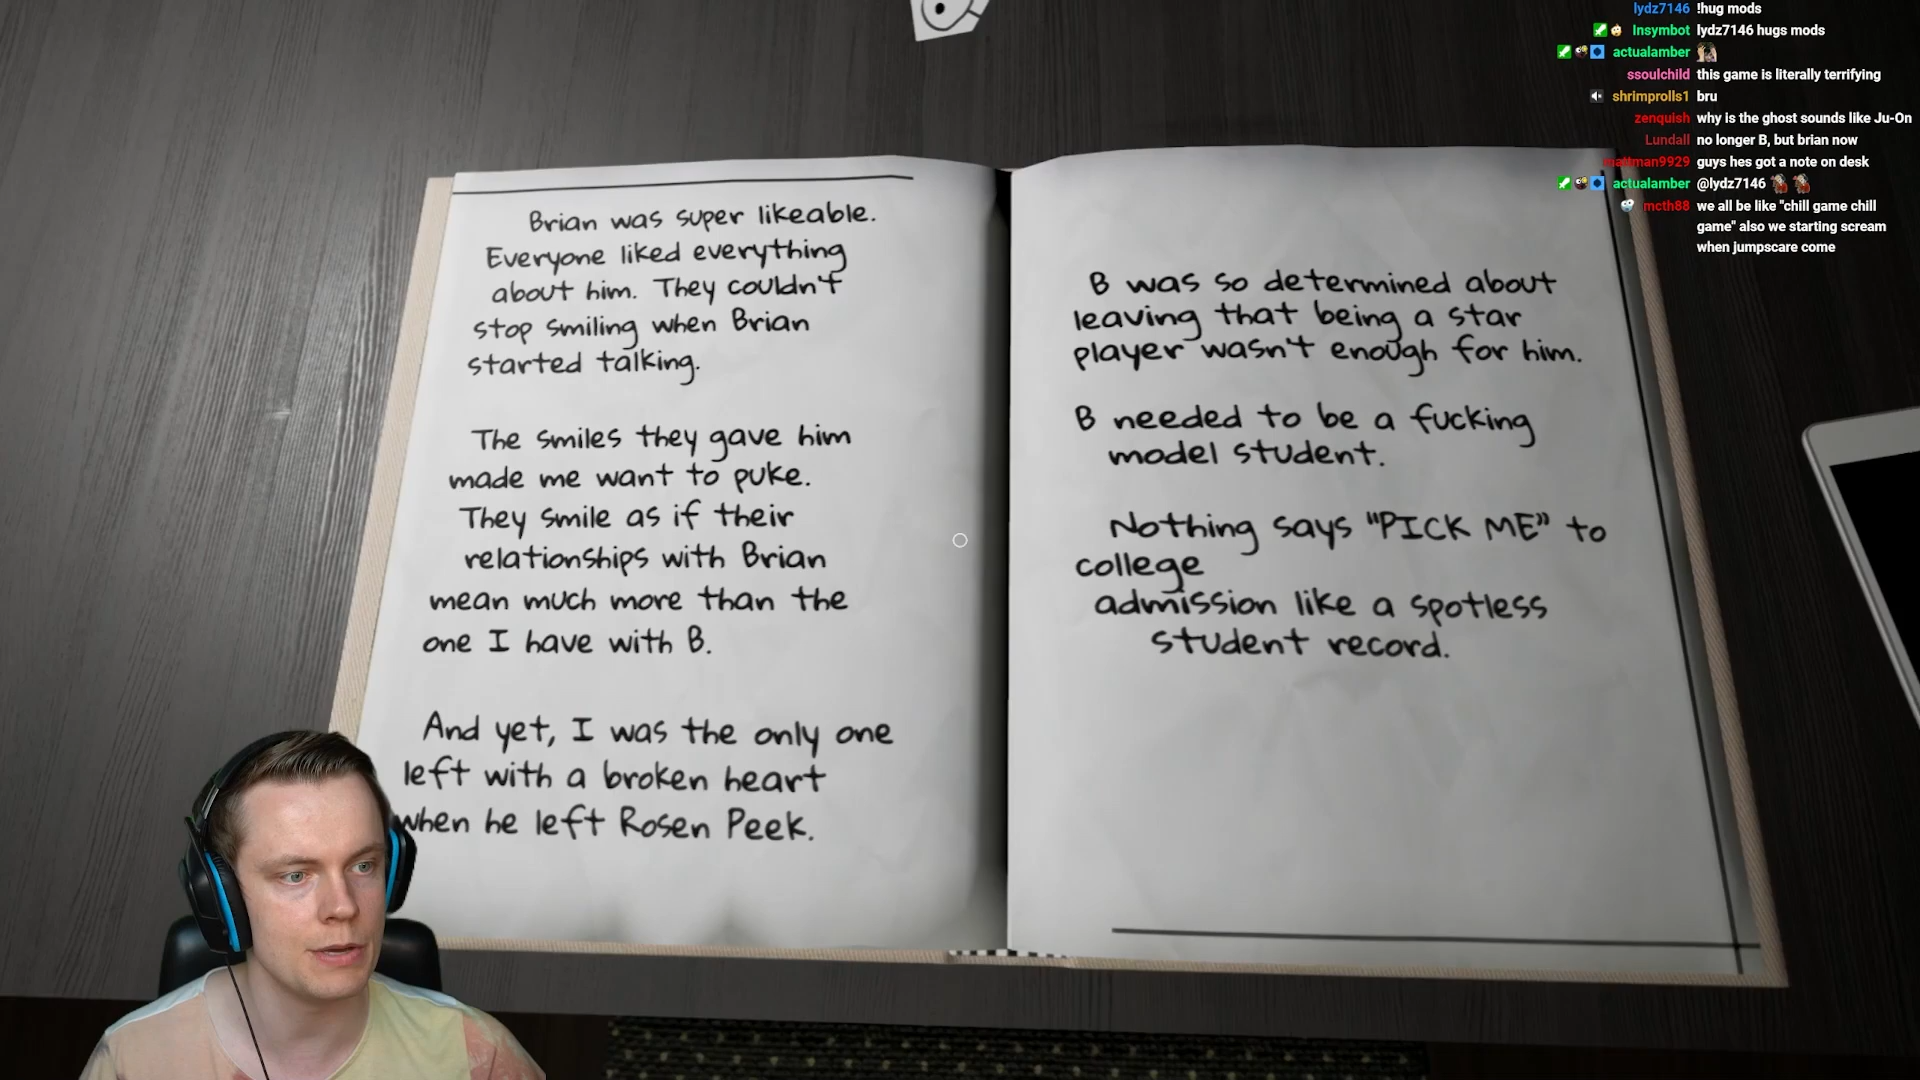 Brian was super likeable.
Everyone liked everything
about him. They couldn't
stop smiling when Brian
started talking.
The smiles they gave him
made me want to puke.
They smile as if their
relationships with Brian
mean much more than the
one I have with B.
And yet, I was the only one
left with a broken heart
when he left Rosen Peek.
B was so determined about
leaving that being a star
player wasn't enough for him.
B needed to be a fucking
model student.
Nothing says "PICK ME" to
college
admission like a spotless
student record.
lydz7146 !hug mods
Insymbot lydz7146 hugs mods
actualamber
ssoulchild this game is literally terrifying
shrimprolls1 bru
zenquish why is the ghost sounds like Ju-On
Lundall no longer B, but brian now
mattman9929 guys hes got a note on desk
actualamber @lydz7146
mcth88 we all be like "chill game chill
game" also we starting scream
when jumpscare come